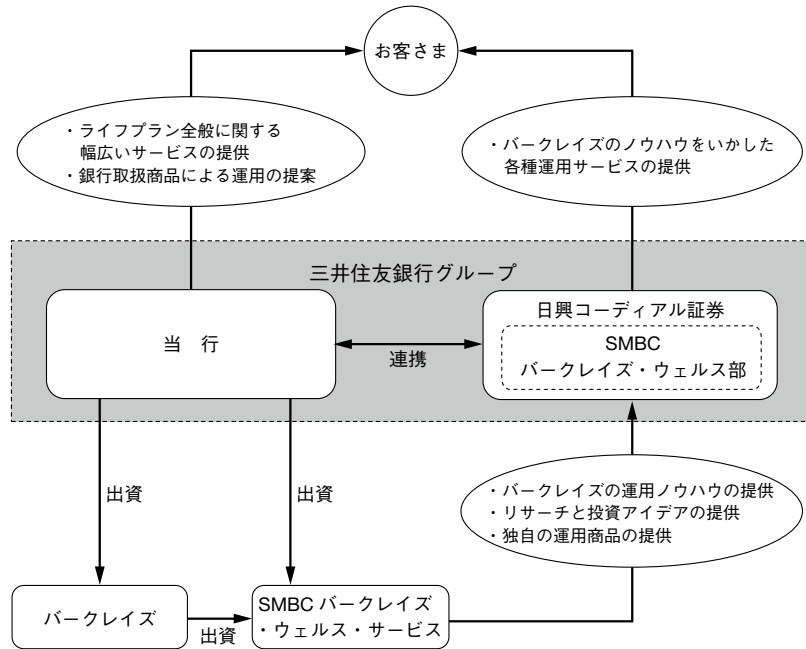 お客さま
・ライフプラン全般に関する
幅広いサービスの提供
・銀行取扱商品による運用の提案
・バークレイズのノウハウをいかした
各種運用サービスの提供
三井住友銀行グループ
当　行
連携
日興コーディアル証券
SMBC
バークレイズ・ウェルス部
出資
出資
・バークレイズの運用ノウハウの提供
・リサーチと投資アイデアの提供
・独自の運用商品の提供
バークレイズ
出資
SMBC バークレイズ
・ウェルス・サービス